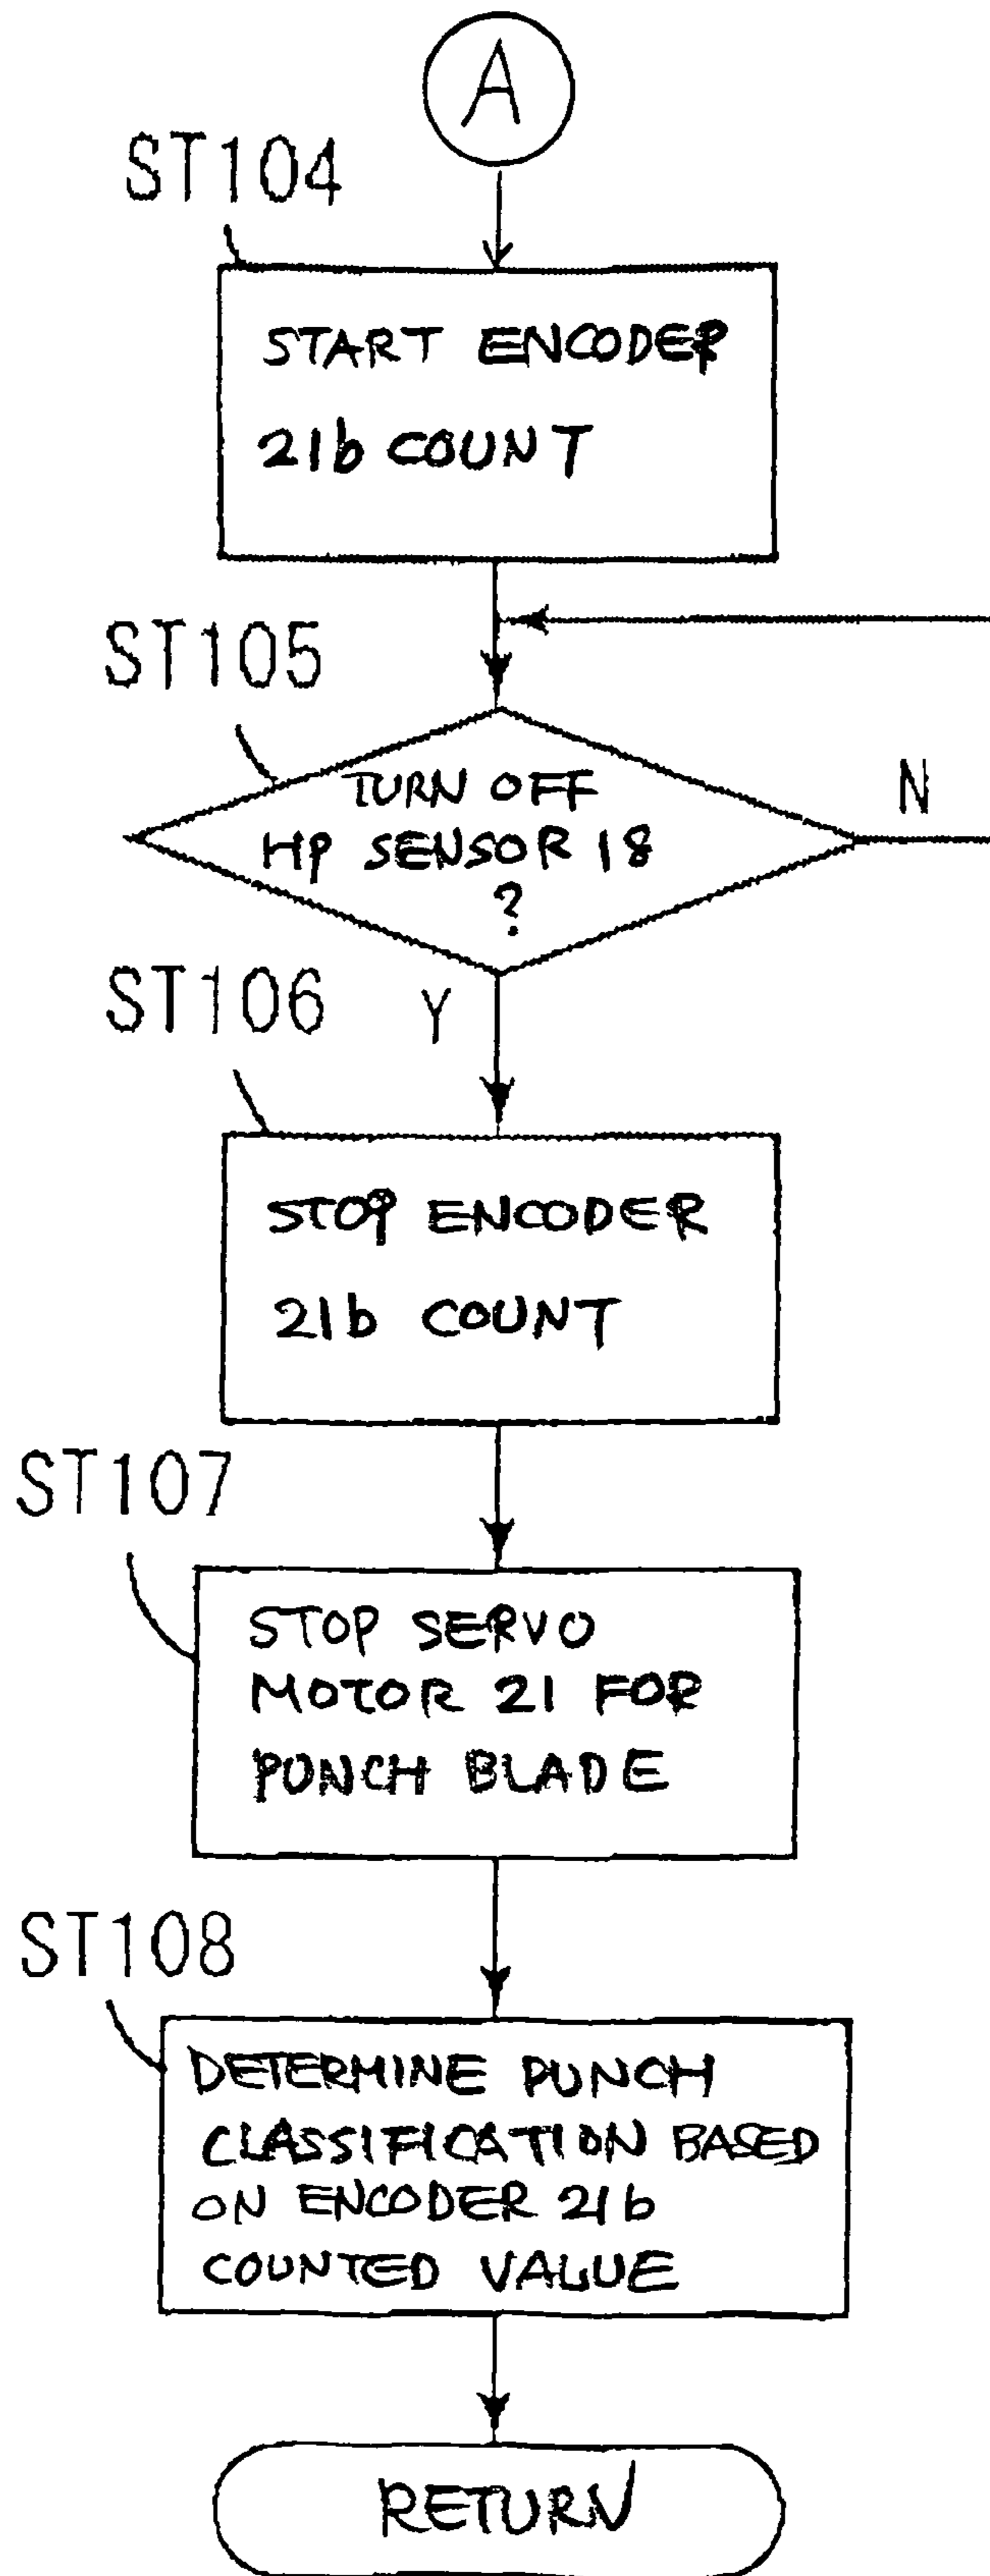 A
ST104
START ENCODER
21b COUNT
ST105
TURN OFF
HP SENSOR 18
?
N
ST106
Y
STOP ENCODER
21b COUNT
ST107
STOP SERVO
MOTOR 21 FOR
PUNCH BLADE
ST108
DETERMINE PUNCH
CLASSIFICATION BASED
ON ENCODER 21b
COUNTED VALUE
RETURN